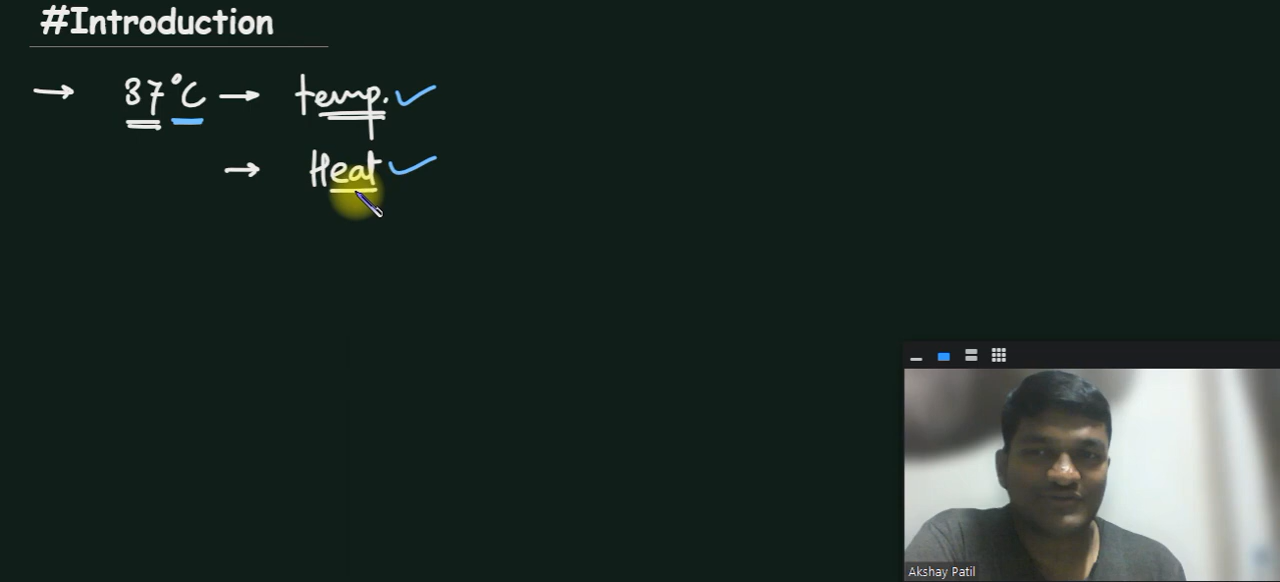 #Introduction
→ 37°C → temp. ✓
→ Heat ✓
Akshay Patil